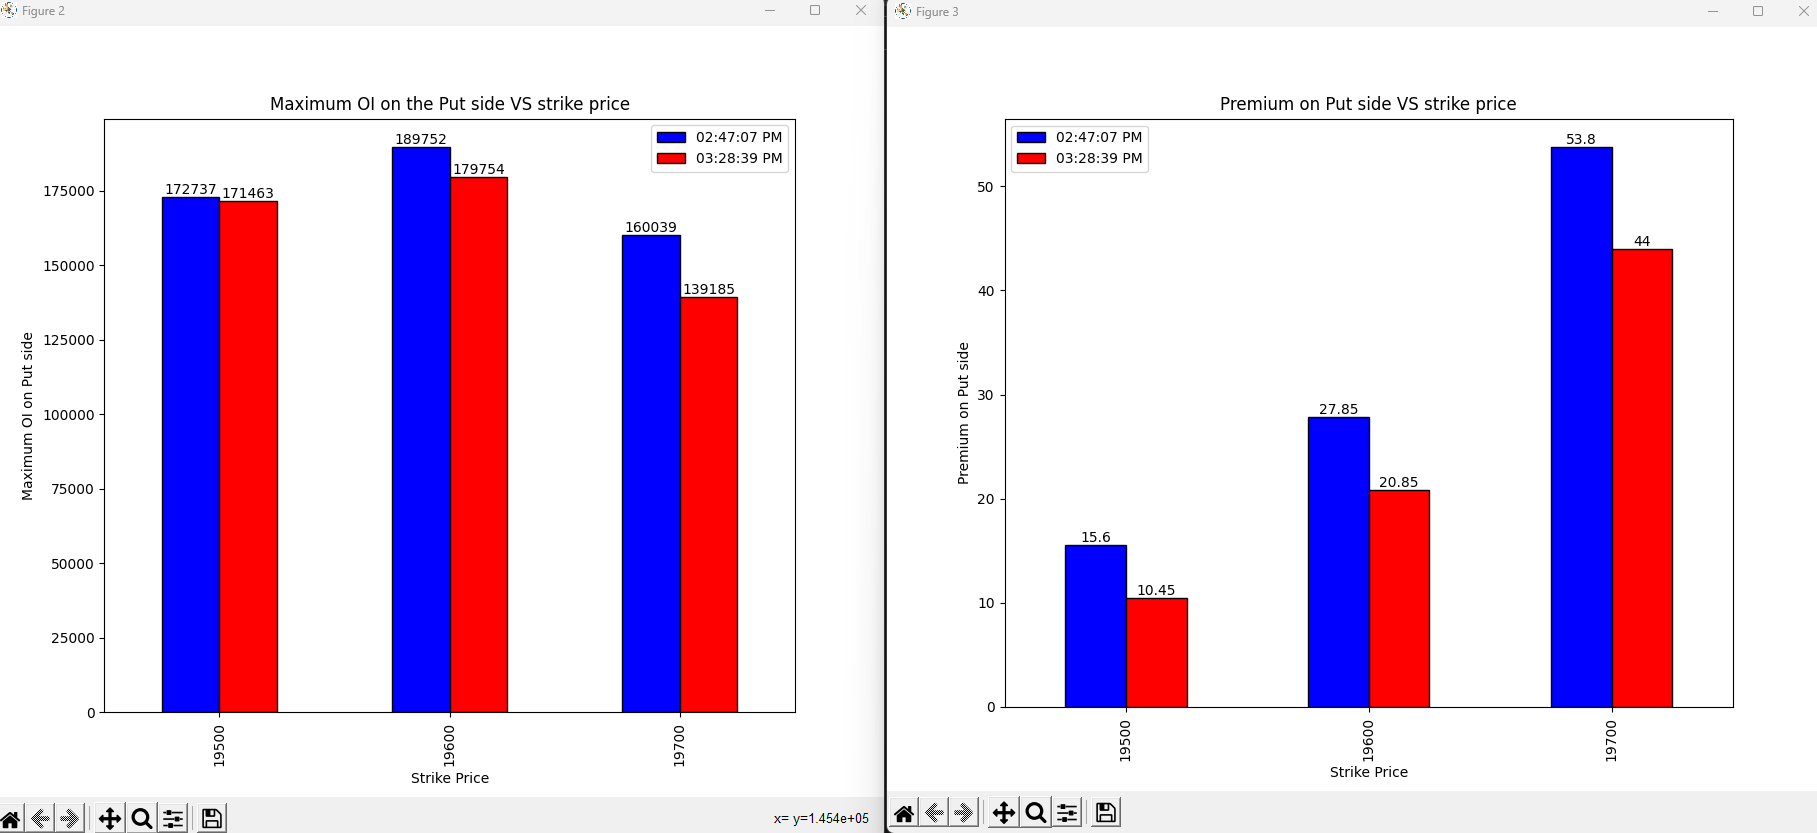 Figure 2
Maximum OI on the Put side VS strike price
02:47:07 PM
03:28:39 PM
189752
179754
172737
171463
160039
139185
175000
150000
125000
100000
75000
50000
25000
0
Maximum OI on Put side
19500
19600
19700
Strike Price
x= y=1.454e+05
Figure 3
Premium on Put side VS strike price
02:47:07 PM
03:28:39 PM
53.8
44
27.85
20.85
15.6
10.45
50
40
30
20
10
0
Premium on Put side
19500
19600
19700
Strike Price